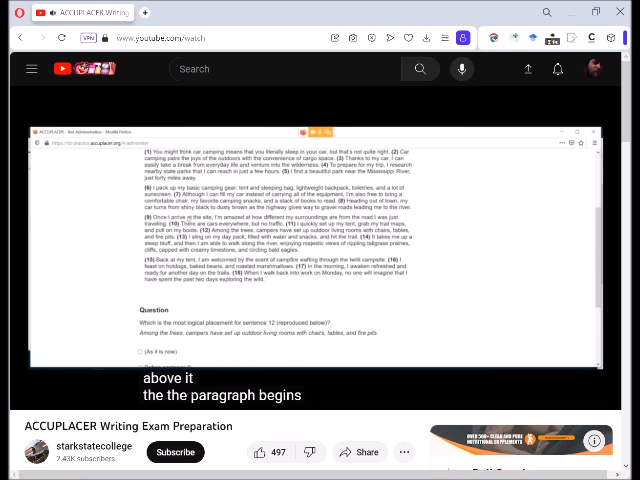 ACCUPLACER Writing
VPN
www.youtube.com/watch
Search
ACCUPLACER - Test Administration - Mozilla Firefox
(1) You might think car camping means that you literally sleep in your car, but that's not quite right. (2) Car
camping pairs the joys of the outdoors with the convenience of cargo space. (3) Thanks to my car, I can
easily take a break from everyday life and venture into the wilderness. (4) To prepare for my trip, I research
nearby state parks that I can reach in just a few hours. (5) I find a beautiful park near the Mississippi River,
just forty miles away.
(6) I pack up my basic camping gear: tent and sleeping bag, lightweight backpack, toiletries, and a lot of
sunscreen. (7) Although I can fill my car instead of carrying all of the equipment, I'm also free to bring a
comfortable chair, my favorite camping snacks, and a stack of books to read. (8) Heading out of town, my
car turns from shiny black to dusty brown as the highway gives way to gravel roads leading me to the river.
(9) Once I arrive at the site, I'm amazed at how different my surroundings are from the road I was just
traveling. (10) There are cars everywhere, but no traffic. (11) I quickly set up my tent, grab my trail maps,
and pull on my boots. (12) Among the trees, campers have set up outdoor living rooms with chairs, tables,
and fire pits. (13) I sling on my day pack, filled with water and snacks, and hit the trail. (14) It takes me up a
steep bluff, and then I am able to walk along the river, enjoying majestic views of rippling tallgrass prairies,
cliffs, capped with creamy limestone, and circling bald eagles.
(15) Back at my tent, I am welcomed by the scent of campfire wafting through the twilit campsite. (16) I
feast on hotdogs, baked beans, and roasted marshmallows. (17) In the morning, I awaken refreshed and
ready for another day on the trails. (18) When I walk back into work on Monday, no one will imagine that I
have spent the past two days exploring the wild.
Question
Which is the most logical placement for sentence 12 (reproduced below)?
Among the trees, campers have set up outdoor living rooms with chairs, tables, and fire pits.
(As it is now)
above it
the the paragraph begins
ACCUPLACER Writing Exam Preparation
starkstatecollege
2.43K subscribers
Subscribe
497
Share
OVER 500+ CLEAN AND PURE
NUTRITIONAL SUPPLEMENTS